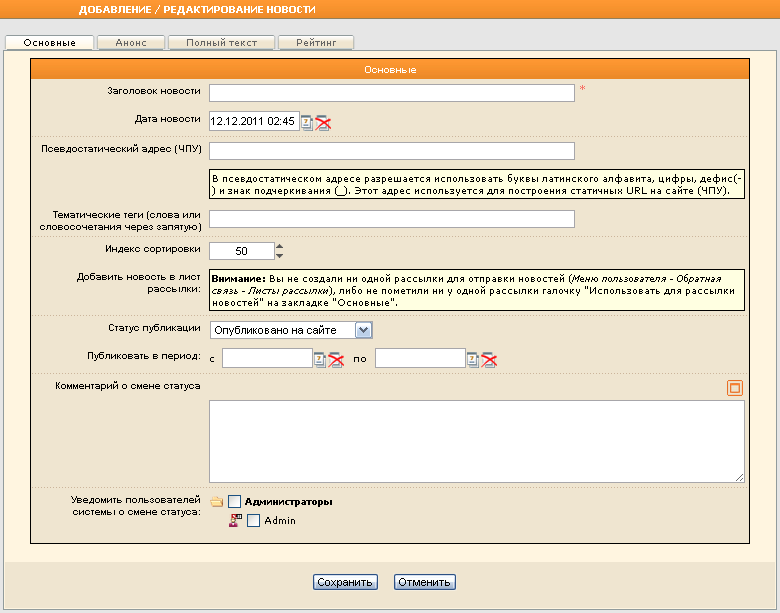 ДОБАВЛЕНИЕ / РЕДАКТИРОВАНИЕ НОВОСТИ
Основные
Анонс
Полный текст
Рейтинг
Основные
Заголовок новости
*
Дата новости
12.12.2011 02:45
Псевдостатический адрес (ЧПУ)
В псевдостатическом адресе разрешается использовать буквы латинского алфавита, цифры, дефис(-
) и знак подчеркивания (_). Этот адрес используется для построения статичных URL на сайте (ЧПУ).
Тематические теги (слова или
словосочетания через запятую)
Индекс сортировки
50
Добавить новость в лист
рассылки:
Внимание: Вы не создали ни одной рассылки для отправки новостей (Меню пользователя - Обратная
связь - Листы рассылки), либо не пометили ни у одной рассылки галочку "Использовать для рассылки
новостей" на закладке "Основные".
Статус публикации
Опубликовано на сайте
Публиковать в период:
с
по
Комментарий о смене статуса
Уведомить пользователей
системы о смене статуса:
Администраторы
Admin
Сохранить
Отменить